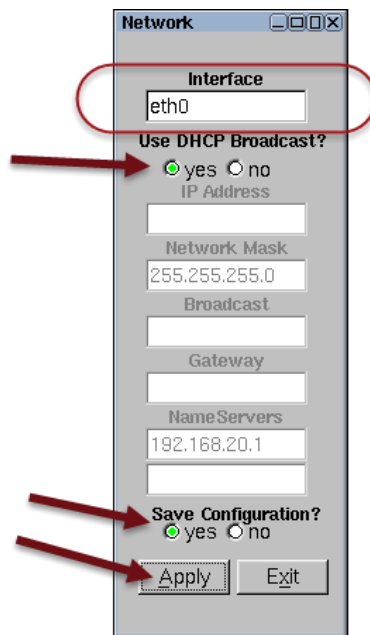 Network
Interface
eth0
Use DHCP Broadcast?
yes no
IP Address
Network Mask
255.255.255.0
Broadcast
Gateway
NameServers
192.168.20.1
Save Configuration?
yes no
Apply Exit